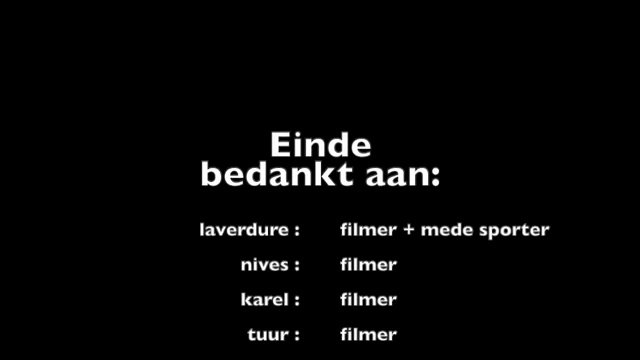 Einde
bedankt aan:
laverdure : filmer + mede sporter
nives : filmer
karel : filmer
tuur : filmer